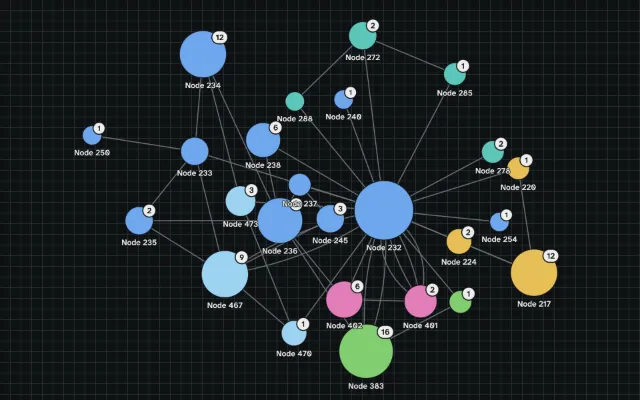 2
12
Node 272
1
Node 234
Node 285
1
Node 288
Node 240
1
6
Node 250
2
1
Node 238
Node 278
Node 233
Node 220
3
Node 237
2
3
1
Node 473
Node 235
Node 245
Node 254
Node 236
Node 232
2
Node 224
9
12
Node 467
6
2
1
Node 217
1
Node 402
Node 401
16
Node 470
Node 383